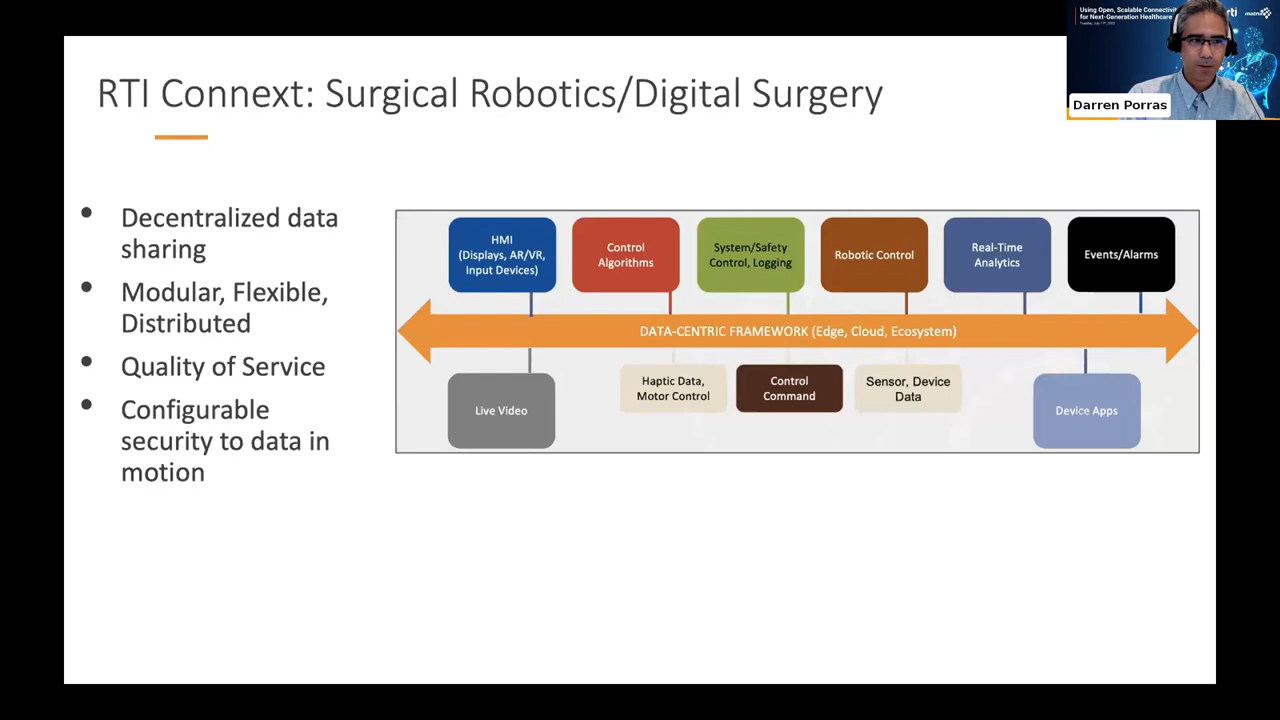 RTI Connext: Surgical Robotics/Digital Surgery
Using Open, Scalable Connectivity
for Next-Generation Healthcare
rti
Darren Porras
• Decentralized data
sharing
• Modular, Flexible,
Distributed
• Quality of Service
• Configurable
security to data in
motion
HMI
(Displays, AR/VR,
Input Devices)
Control
Algorithms
System/Safety
Control, Logging
Robotic Control
Real-Time
Analytics
Events/Alarms
DATA-CENTRIC FRAMEWORK (Edge, Cloud, Ecosystem)
Live Video
Haptic Data,
Motor Control
Control
Command
Sensor, Device
Data
Device Apps